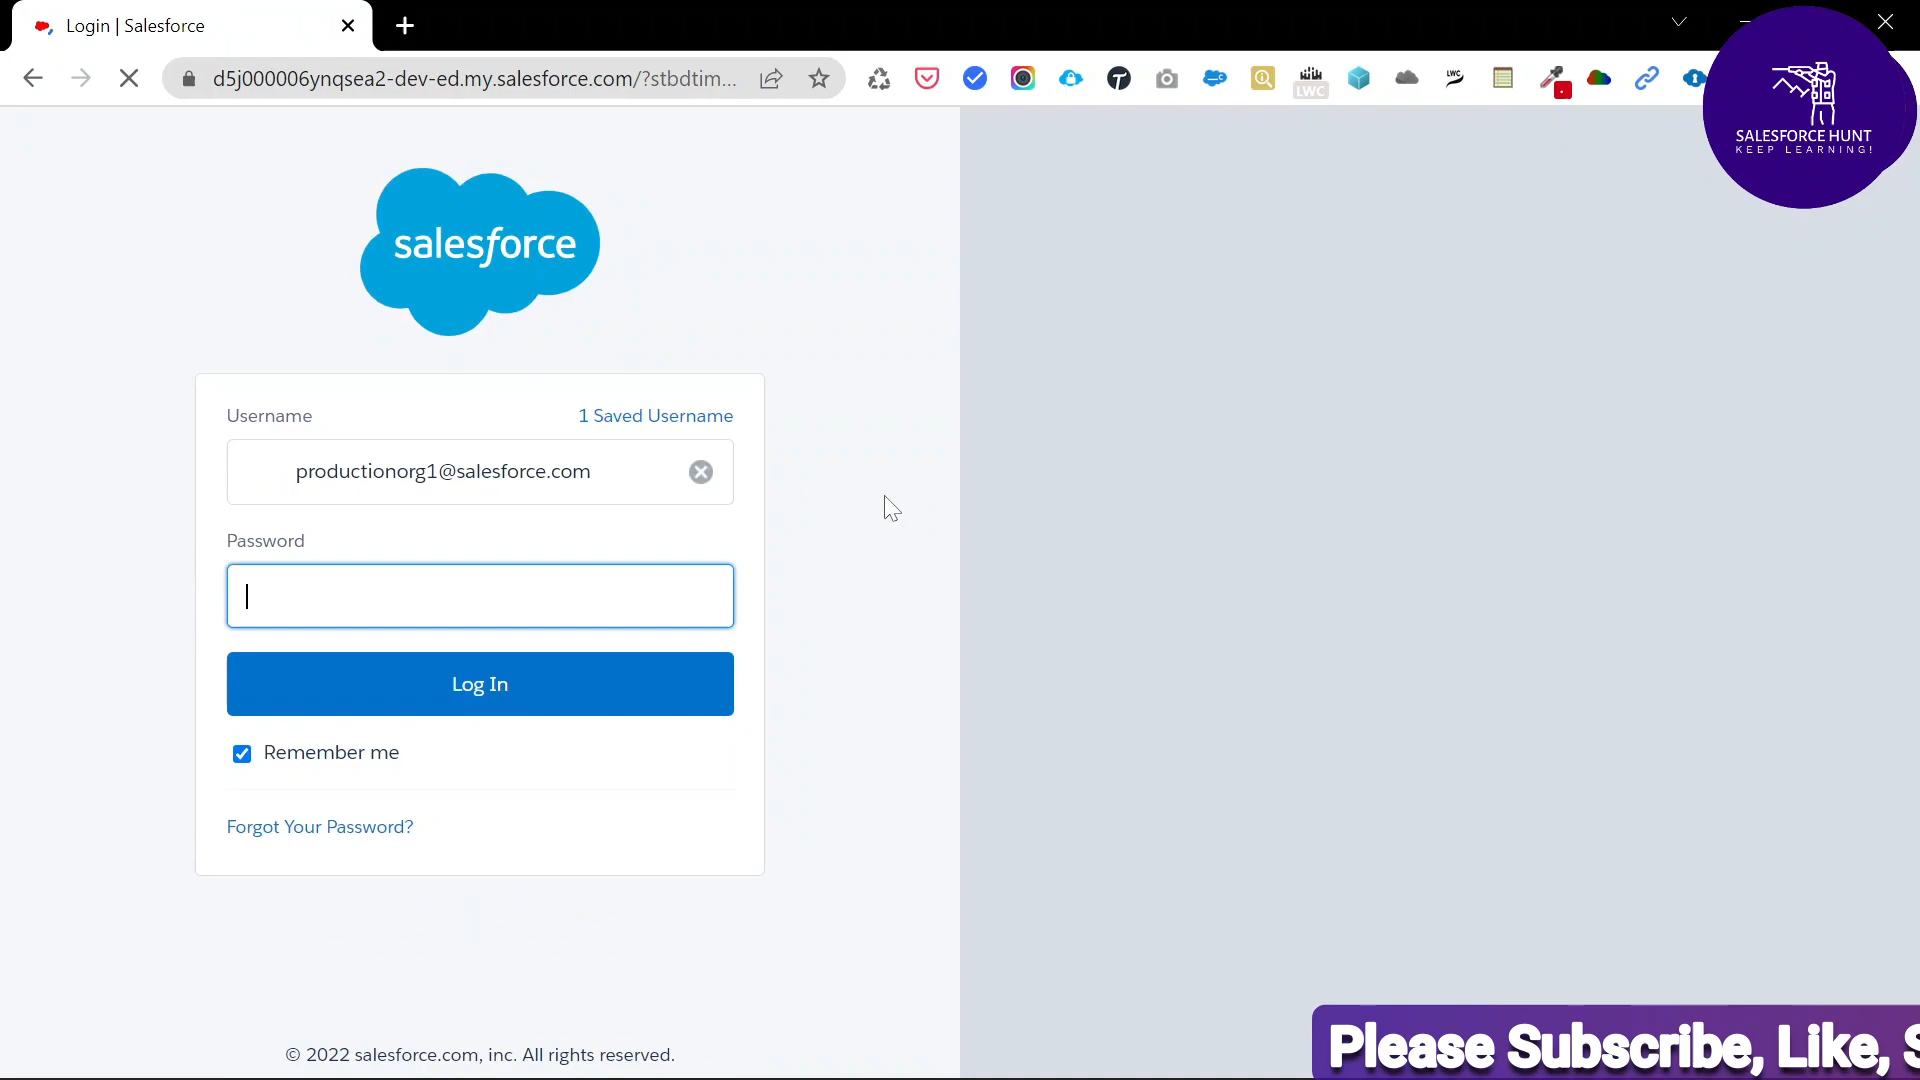 Login | Salesforce
d5j000006ynqsea2-dev-ed.my.salesforce.com/?stbdtim...
LWC
LWC
SALESFORCE HUNT
KEEP LEARNING!
salesforce
Username
1 Saved Username
productionorg1@salesforce.com
Password
Log In
Remember me
Forgot Your Password?
© 2022 salesforce.com, inc. All rights reserved.
Please Subscribe, Like, S